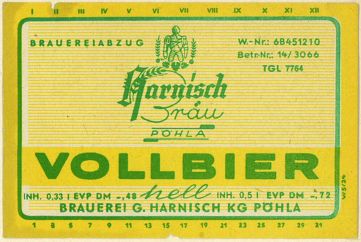 I II III IV V VI VII VIII IX X XI XII
BRAUEREIABZUG
W.-Nr.: 6B451210
Betr.-Nr.: 14/3066
TGL 7764
Harnisch
Bräu
PÖHLA
VOLLBIER
INH. 0,33 l EVP DM -,48 hell INH. 0,5 l EVP DM -,72
BRAUEREI G. HARNISCH KG PÖHLA
1 3 5 7 9 11 13 15 17 19 21 23 25 27 29 31